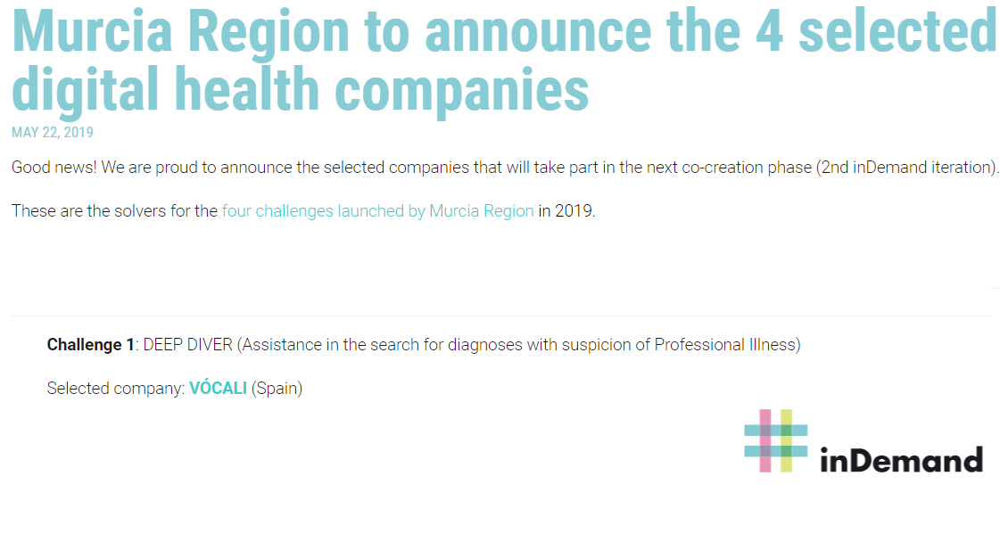 Murcia Region to announce the 4 selected
digital health companies
MAY 22, 2019
Good news! We are proud to announce the selected companies that will take part in the next co-creation phase (2nd inDemand iteration).
These are the solvers for the four challenges launched by Murcia Region in 2019.
Challenge 1: DEEP DIVER (Assistance in the search for diagnoses with suspicion of Professional Illness)
Selected company: VÓCALI (Spain)
inDemand